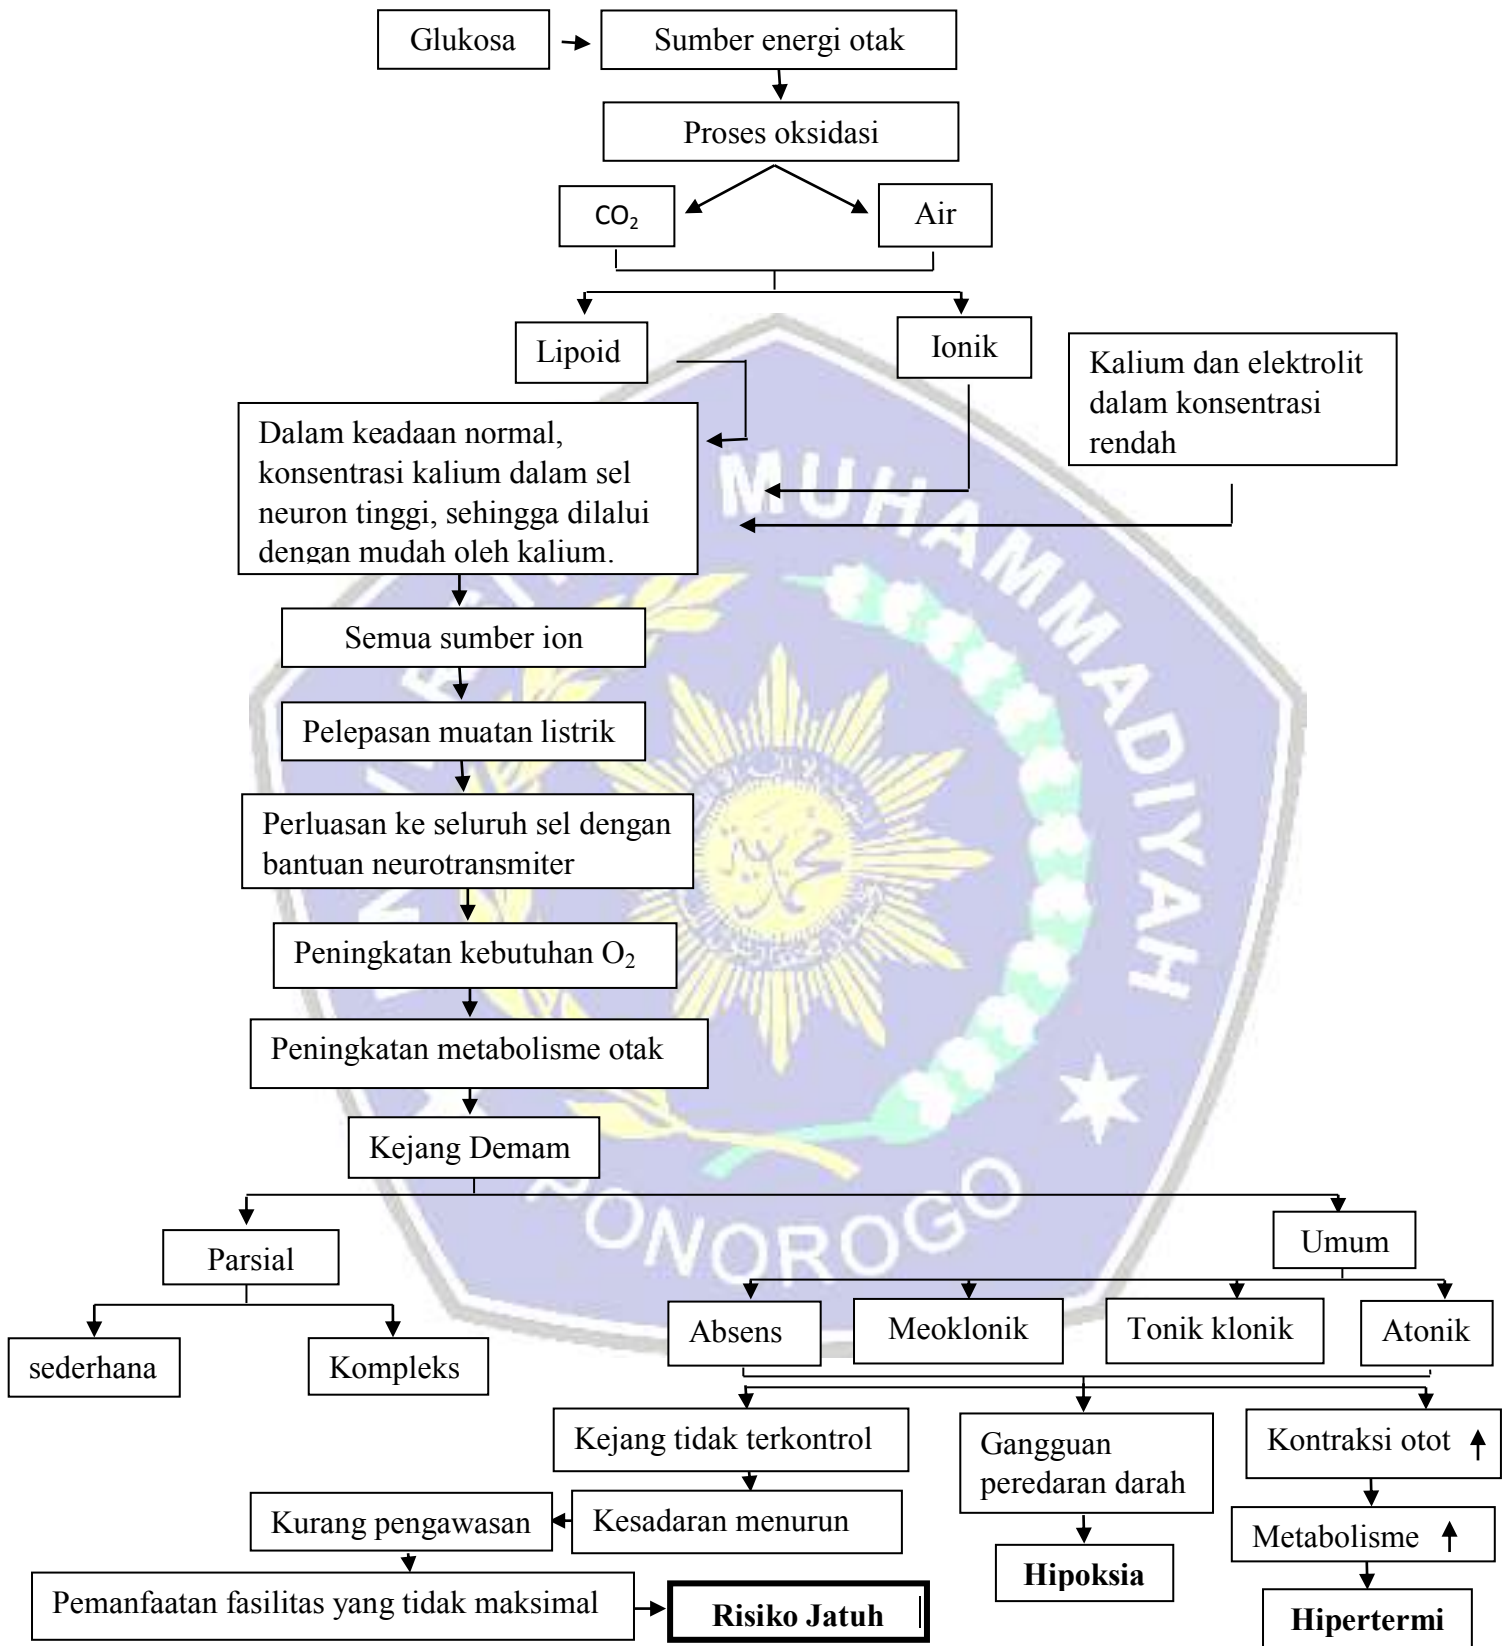 Glukosa
Sumber energi otak
Proses oksidasi
CO₂
Air
Lipoid
Ionik
Kalium dan elektrolit
dalam konsentrasi
rendah
Dalam keadaan normal,
konsentrasi kalium dalam sel
neuron tinggi, sehingga dilalui
dengan mudah oleh kalium.
Semua sumber ion
Pelepasan muatan listrik
Perluasan ke seluruh sel dengan
bantuan neurotransmiter
Peningkatan kebutuhan O₂
Peningkatan metabolisme otak
Kejang Demam
Parsial
Umum
sederhana
Kompleks
Absens
Meoklonik
Tonik klonik
Atonik
Kejang tidak terkontrol
Gangguan
peredaran darah
Kontraksi otot ↑
Kurang pengawasan
Kesadaran menurun
Metabolisme ↑
Hipoksia
Pemanfaatan fasilitas yang tidak maksimal
Risiko Jatuh
Hipertermi
MUHAMMADIYAH
PONOROGO